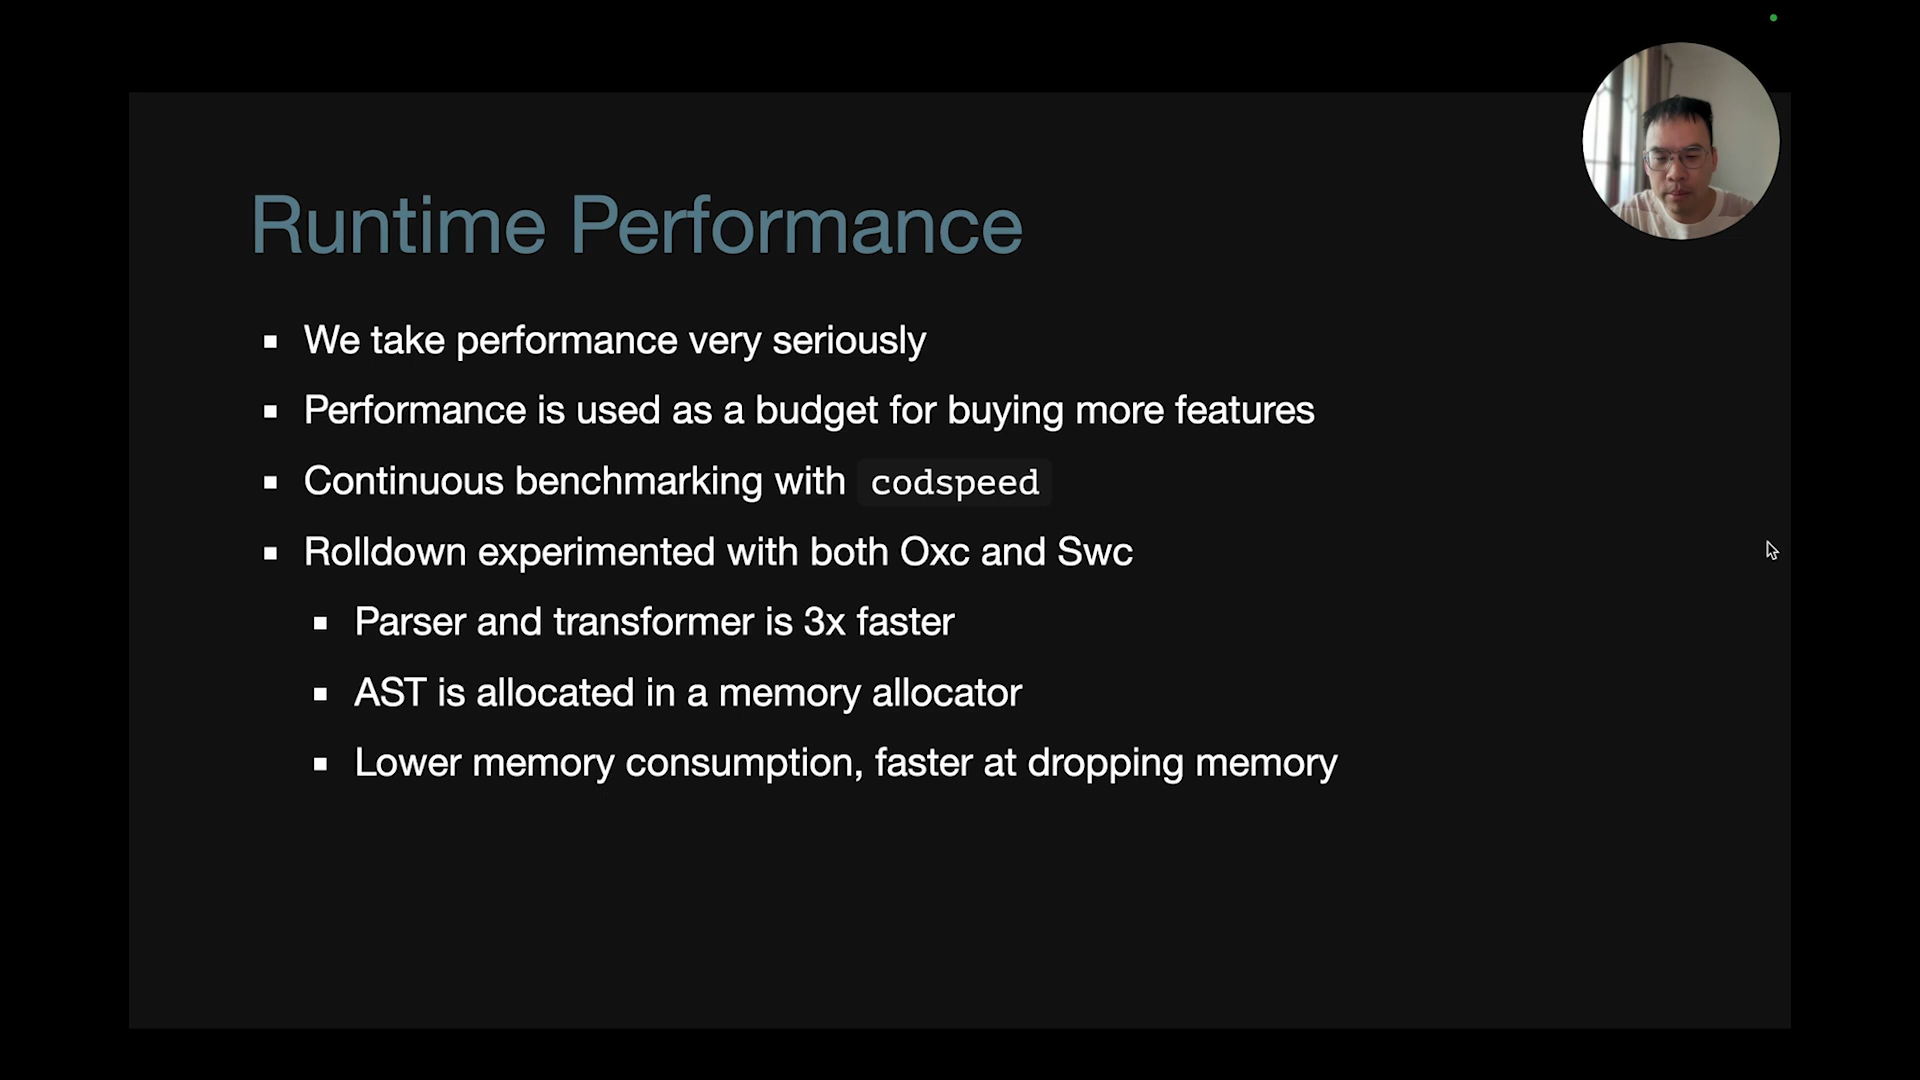 Runtime Performance
We take performance very seriously
Performance is used as a budget for buying more features
Continuous benchmarking with codspeed
Rolldown experimented with both Oxc and Swc
Parser and transformer is 3x faster
AST is allocated in a memory allocator
Lower memory consumption, faster at dropping memory